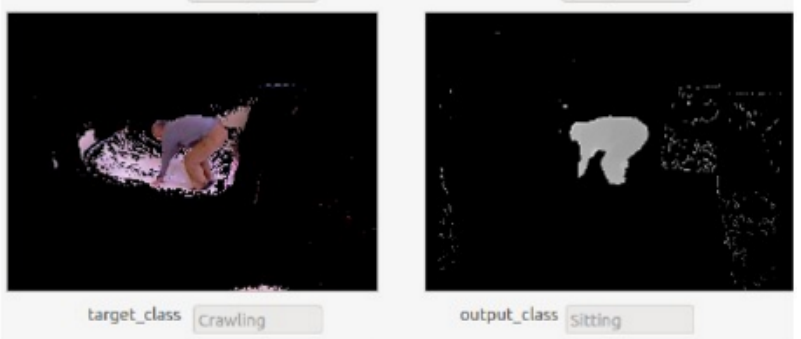 target_class Crawling
output_class Sitting